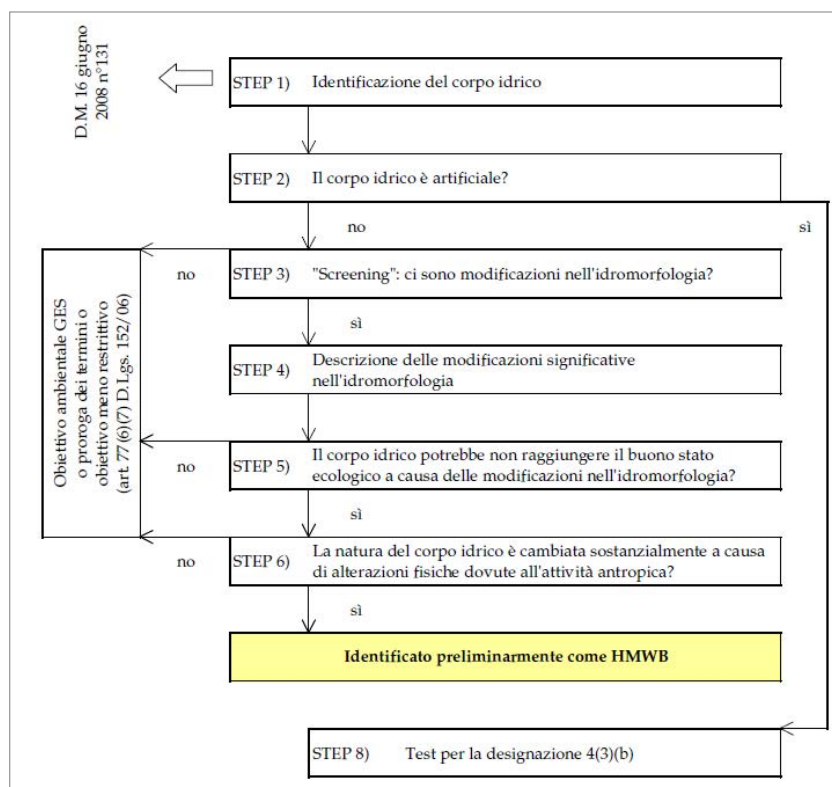 D.M. 16 giugno
2008 n°131
STEP 1) Identificazione del corpo idrico
STEP 2) Il corpo idrico è artificiale?
no
sì
STEP 3) "Screening": ci sono modificazioni nell'idromorfologia?
no
sì
Obiettivo ambientale GES
o proroga dei termini o
obiettivo meno restrittivo
(art 77(6)(7) D.Lgs. 152/06)
STEP 4) Descrizione delle modificazioni significative
nell'idromorfologia
STEP 5) Il corpo idrico potrebbe non raggiungere il buono stato
ecologico a causa delle modificazioni nell'idromorfologia?
no
sì
STEP 6) La natura del corpo idrico è cambiata sostanzialmente a causa
di alterazioni fisiche dovute all'attività antropica?
no
sì
Identificato preliminarmente come HMWB
STEP 8) Test per la designazione 4(3)(b)